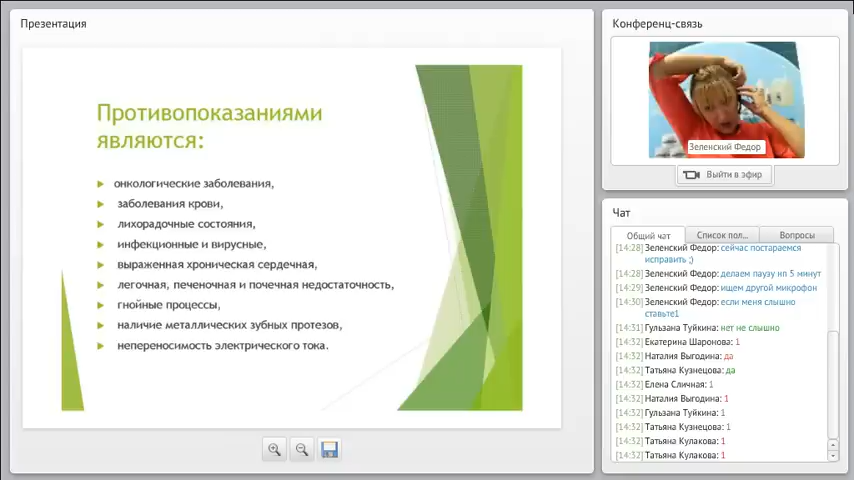 Презентация
Противопоказаниями
являются:
онкологические заболевания,
заболевания крови,
лихорадочные состояния,
инфекционные и вирусные,
выраженная хроническая сердечная,
легочная, печеночная и почечная недостаточность,
гнойные процессы,
наличие металлических зубных протезов,
непереносимость электрического тока.
Конференц-связь
Зеленский Федор
Выйти в эфир
Чат
Общий чат
Список пол...
Вопросы
[14:28] Зеленский Федор: сейчас постараемся
исправить ;)
[14:28] Зеленский Федор: делаем паузу нп 5 минут
[14:29] Зеленский Федор: ищем другой микрофон
[14:30] Зеленский Федор: если меня слышно
ставьте1
[14:31] Гульзана Туйкина: нет не слышно
[14:32] Екатерина Шаронова: 1
[14:32] Наталия Выгодина: да
[14:32] Татьяна Кузнецова: да
[14:32] Елена Сличная: 1
[14:32] Наталия Выгодина: 1
[14:32] Гульзана Туйкина: 1
[14:32] Татьяна Кузнецова: 1
[14:32] Татьяна Кулакова: 1
[14:32] Татьяна Кулакова: 1